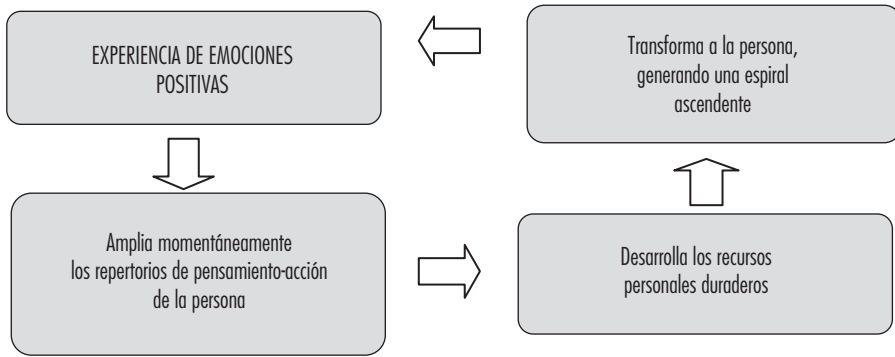 EXPERIENCIA DE EMOCIONES
POSITIVAS
Transforma a la persona,
generando una espiral
ascendente
Amplia momentáneamente
los repertorios de pensamiento-acción
de la persona
Desarrolla los recursos
personales duraderos